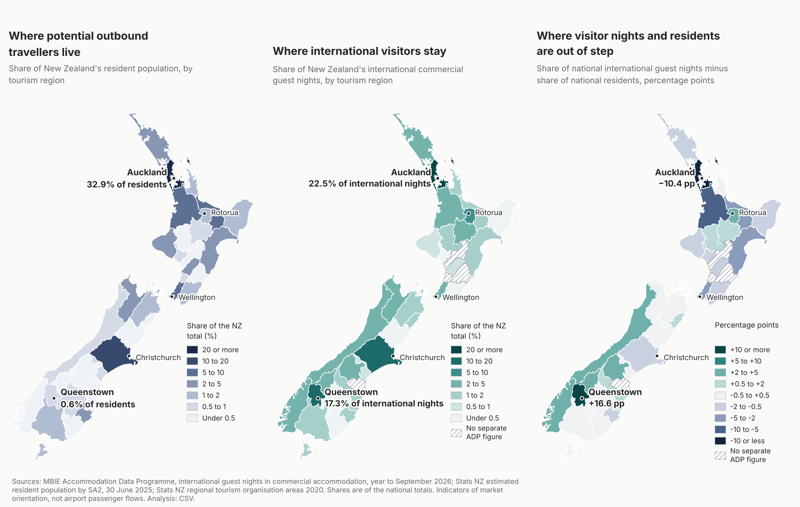 Where potential outbound
travellers live
Share of New Zealand's resident population, by
tourism region
Auckland
32.9% of residents
Rotorua
Wellington
Christchurch
Queenstown
0.6% of residents
Share of the NZ
total (%)
20 or more
10 to 20
5 to 10
2 to 5
1 to 2
0.5 to 1
Under 0.5
Where international visitors stay
Share of New Zealand's international commercial
guest nights, by tourism region
Auckland
22.5% of international nights
Rotorua
Wellington
Christchurch
Queenstown
17.3% of international nights
Share of the NZ
total (%)
20 or more
10 to 20
5 to 10
2 to 5
1 to 2
0.5 to 1
Under 0.5
No separate
ADP figure
Where visitor nights and residents
are out of step
Share of national international guest nights minus
share of national residents, percentage points
Auckland
−10.4 pp
Rotorua
Wellington
Christchurch
Queenstown
+16.6 pp
Percentage points
+10 or more
+5 to +10
+2 to +5
+0.5 to +2
-0.5 to +0.5
-2 to -0.5
-5 to -2
-10 to -5
-10 or less
No separate
ADP figure
Sources: MBIE Accommodation Data Programme, international guest nights in commercial accommodation, year to September 2026; Stats NZ estimated
resident population by SA2, 30 June 2025; Stats NZ regional tourism organisation areas 2020. Shares are of the national totals. Indicators of market
orientation, not airport passenger flows. Analysis: CSV.